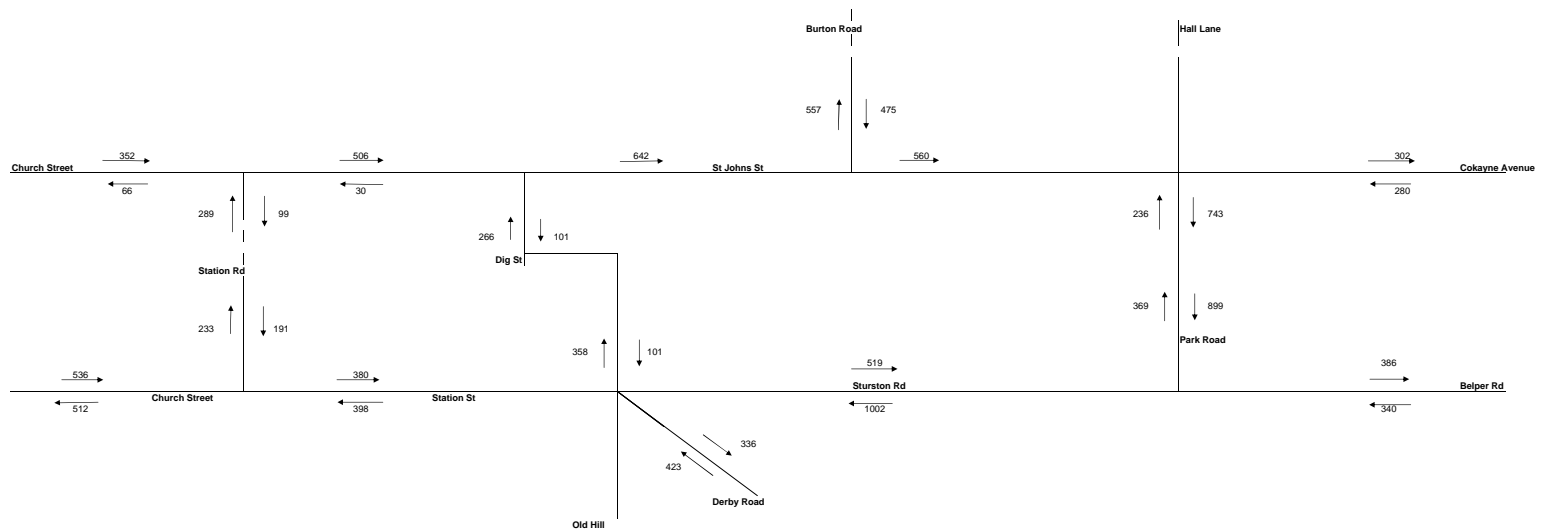 Burton Road
Hall Lane
557
475
352
506
642
560
302
Church Street
St Johns St
Cokayne Avenue
66
30
280
289
99
236
743
266
101
Dig St
Station Rd
369
899
233
191
Park Road
358
101
536
380
519
386
Sturston Rd
Belper Rd
Church Street
Station St
512
398
1002
340
336
423
Derby Road
Old Hill